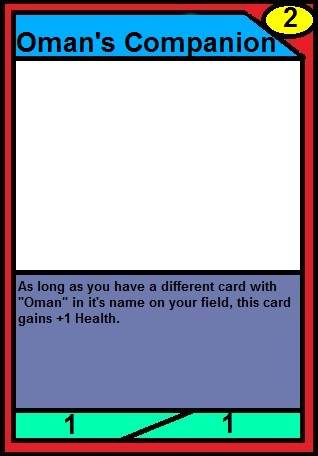 2
Oman's Companion
As long as you have a different card with
"Oman" in it's name on your field, this card
gains +1 Health.
1 1